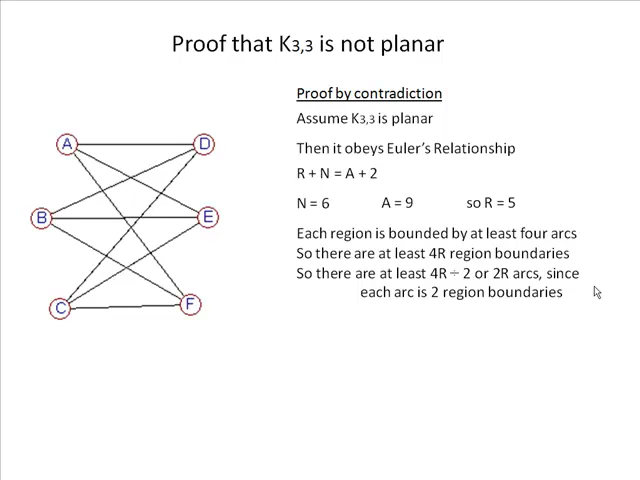 Proof that K3,3 is not planar
Proof by contradiction
Assume K3,3 is planar
Then it obeys Euler's Relationship
R + N = A + 2
N = 6 A = 9 so R = 5
Each region is bounded by at least four arcs
So there are at least 4R region boundaries
So there are at least 4R ÷ 2 or 2R arcs, since
each arc is 2 region boundaries
A D
B E
C F